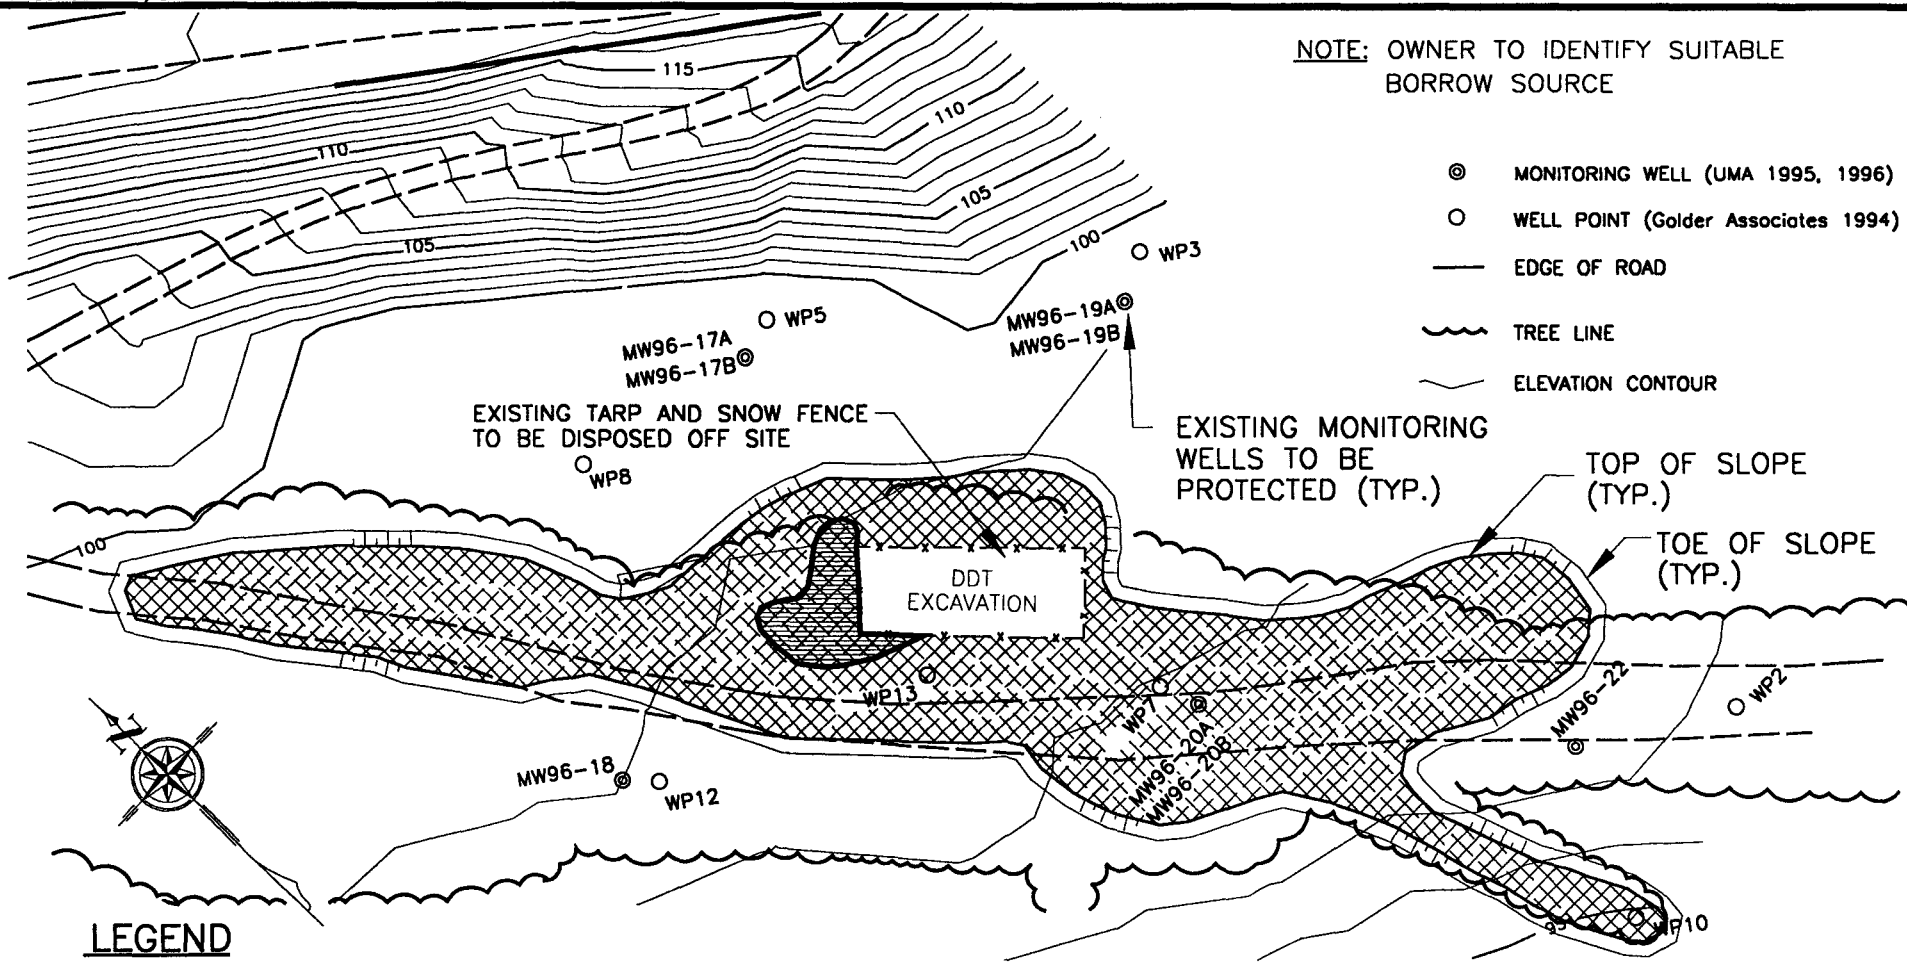 NOTE: OWNER TO IDENTIFY SUITABLE
BORROW SOURCE
MONITORING WELL (UMA 1995, 1996)
WELL POINT (Golder Associates 1994)
EDGE OF ROAD
TREE LINE
ELEVATION CONTOUR
115
110
110
105
105
100
WP3
MW96-19A
MW96-19B
WP5
MW96-17A
MW96-17B
EXISTING TARP AND SNOW FENCE
TO BE DISPOSED OFF SITE
WP8
EXISTING MONITORING
WELLS TO BE
PROTECTED (TYP.)
TOP OF SLOPE
(TYP.)
TOE OF SLOPE
(TYP.)
100
DDT
EXCAVATION
WP13
WP7
MW96-20A
MW96-20B
MW96-22
WP2
N
MW96-18
WP12
WP10
LEGEND